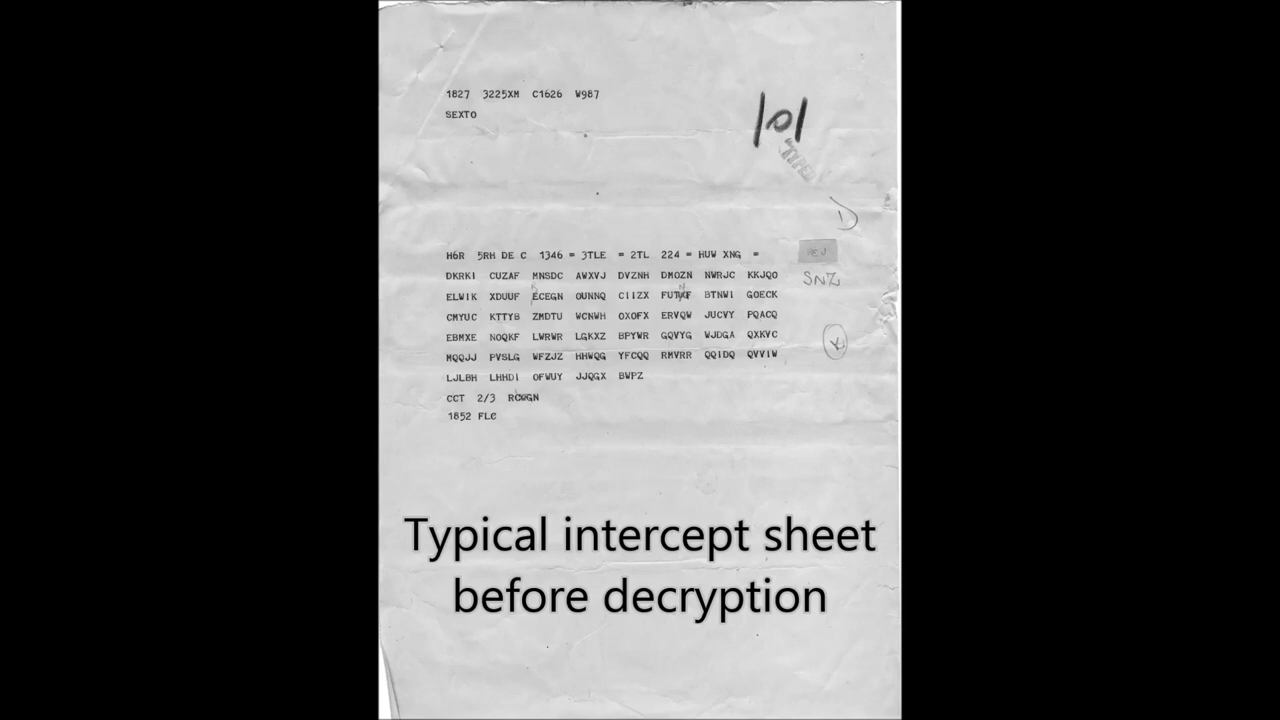 1827 3225XM C1626 W987
SEXTO
101
D
H6R 5RH DE C 1346 = 3TLE = 2TL 224 = HUW XNG =
DKRKI CUZAF MNSDC AWXVJ DVZNH DMOZN NWRJC KKJQO
SNZ
ELWIK XDUUF ECEGN OUNNQ CIIZX BTNWI GOECK
CMYUC KTTYB ZMDTU WCNWH OXOFX ERVQW JUCVY PQACQ
EBMXE NOQKF LWRWR LGKXZ BPYWR GQVYG WJDGA QXKVC
MQQJJ PVSLG WFZJZ HHWQG YFCQQ RMVRR QQIDQ QVVIW
LJLBH LHHDI OFWUY JJQGX BWPZ
CCT 2/3
1852 FLC
Typical intercept sheet
before decryption